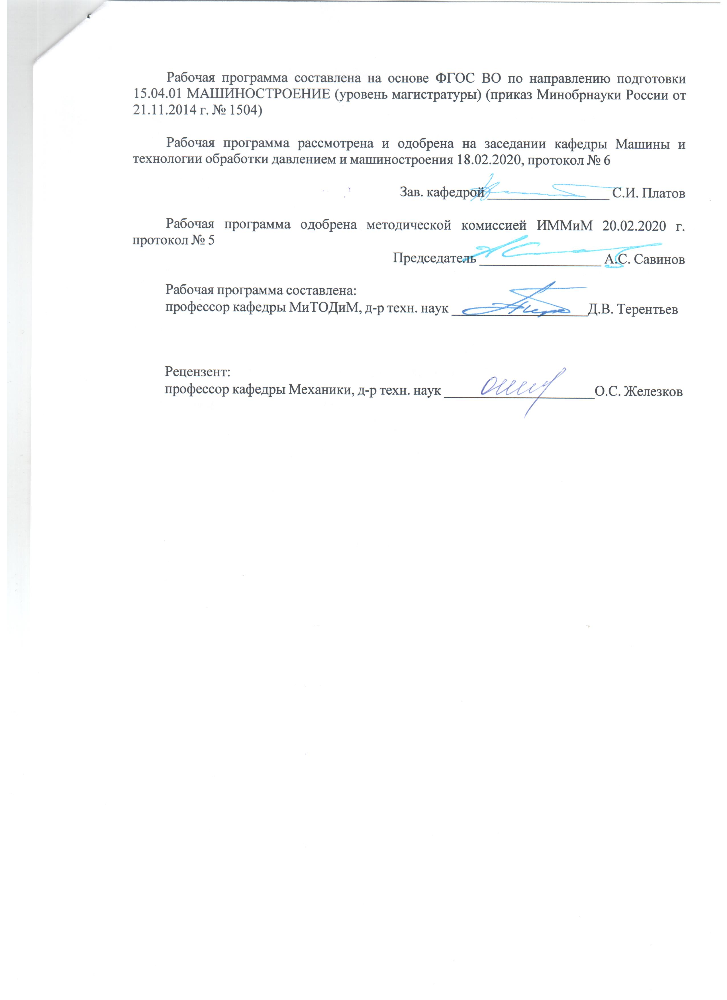 Рабочая программа составлена на основе ФГОС ВО по направлению подготовки
15.04.01 МАШИНОСТРОЕНИЕ (уровень магистратуры) (приказ Минобрнауки России от
21.11.2014 г. № 1504)
Рабочая программа рассмотрена и одобрена на заседании кафедры Машины и
технологии обработки давлением и машиностроения 18.02.2020, протокол № 6
Зав. кафедрой С.И. Платов
Рабочая программа одобрена методической комиссией ИММиМ 20.02.2020 г.
протокол № 5
Председатель А.С. Савинов
Рабочая программа составлена:
профессор кафедры МиТОДиМ, д-р техн. наук Д.В. Терентьев
Рецензент:
профессор кафедры Механики, д-р техн. наук О.С. Железков